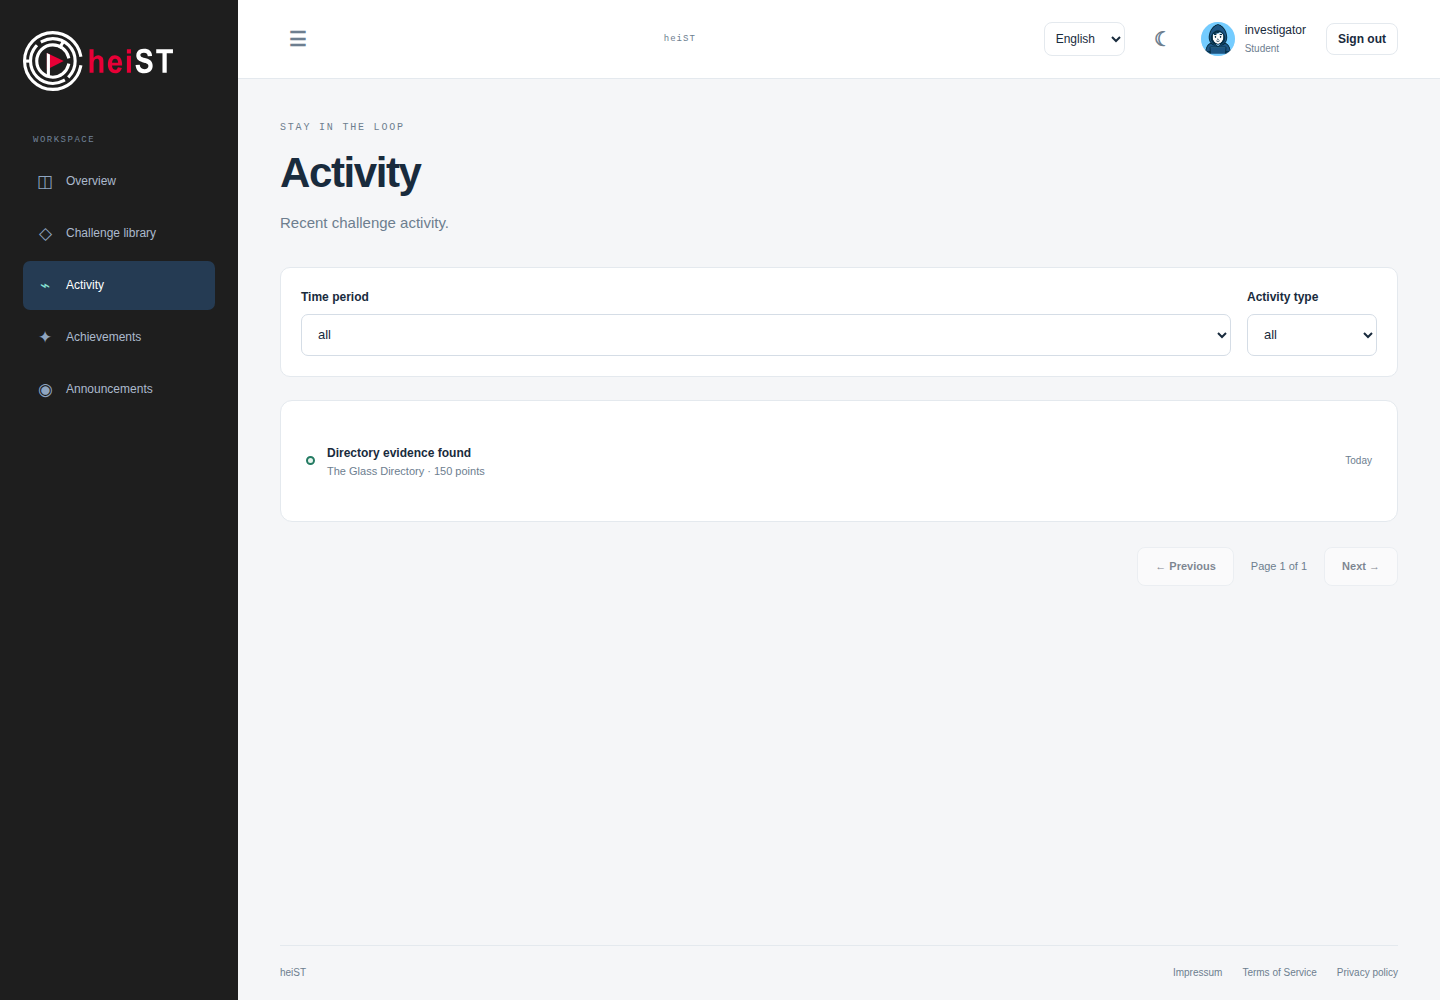 heiST
WORKSPACE
Overview
Challenge library
Activity
Achievements
Announcements
heiST
English
investigator
Student
Sign out
STAY IN THE LOOP
Activity
Recent challenge activity.
Time period
all
Activity type
all
Directory evidence found
The Glass Directory · 150 points
Today
← Previous
Page 1 of 1
Next →
heiST
Impressum
Terms of Service
Privacy policy